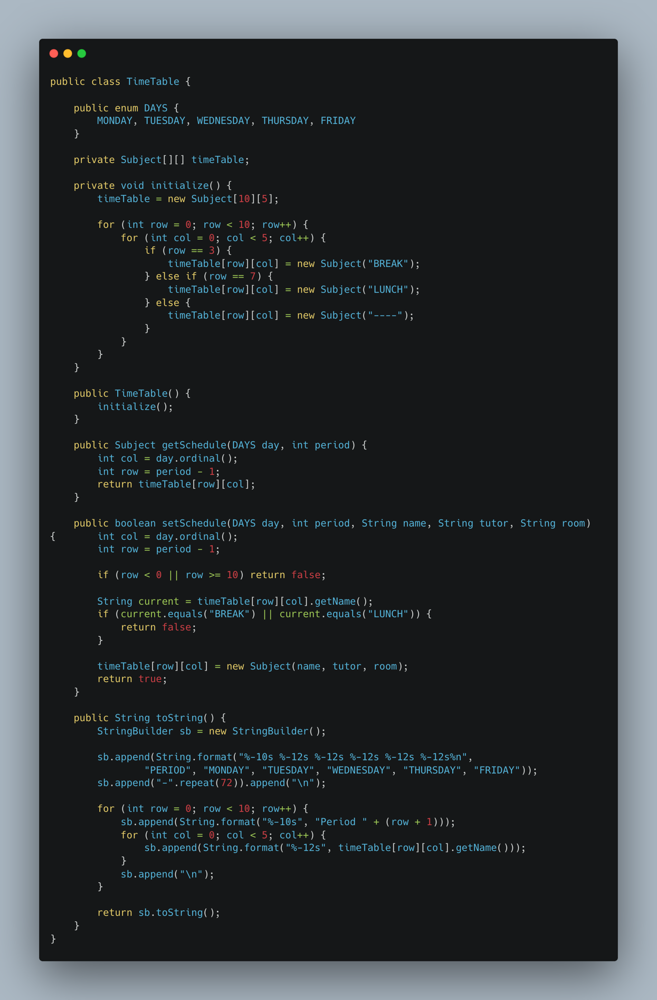 public class TimeTable {

    public enum DAYS {
        MONDAY, TUESDAY, WEDNESDAY, THURSDAY, FRIDAY
    }

    private Subject[][] timeTable;

    private void initialize() {
        timeTable = new Subject[10][5];

        for (int row = 0; row < 10; row++) {
            for (int col = 0; col < 5; col++) {
                if (row == 3) {
                    timeTable[row][col] = new Subject("BREAK");
                } else if (row == 7) {
                    timeTable[row][col] = new Subject("LUNCH");
                } else {
                    timeTable[row][col] = new Subject("----");
                }
            }
        }
    }

    public TimeTable() {
        initialize();
    }

    public Subject getSchedule(DAYS day, int period) {
        int col = day.ordinal();
        int row = period - 1;
        return timeTable[row][col];
    }

    public boolean setSchedule(DAYS day, int period, String name, String tutor, String room)
{       int col = day.ordinal();
        int row = period - 1;

        if (row < 0 || row >= 10) return false;

        String current = timeTable[row][col].getName();
        if (current.equals("BREAK") || current.equals("LUNCH")) {
            return false;
        }

        timeTable[row][col] = new Subject(name, tutor, room);
        return true;
    }

    public String toString() {
        StringBuilder sb = new StringBuilder();

        sb.append(String.format("%-10s %-12s %-12s %-12s %-12s %-12s%n",
                "PERIOD", "MONDAY", "TUESDAY", "WEDNESDAY", "THURSDAY", "FRIDAY"));
        sb.append("-".repeat(72)).append("\n");

        for (int row = 0; row < 10; row++) {
            sb.append(String.format("%-10s", "Period " + (row + 1)));
            for (int col = 0; col < 5; col++) {
                sb.append(String.format("%-12s", timeTable[row][col].getName()));
            }
            sb.append("\n");
        }

        return sb.toString();
    }
}